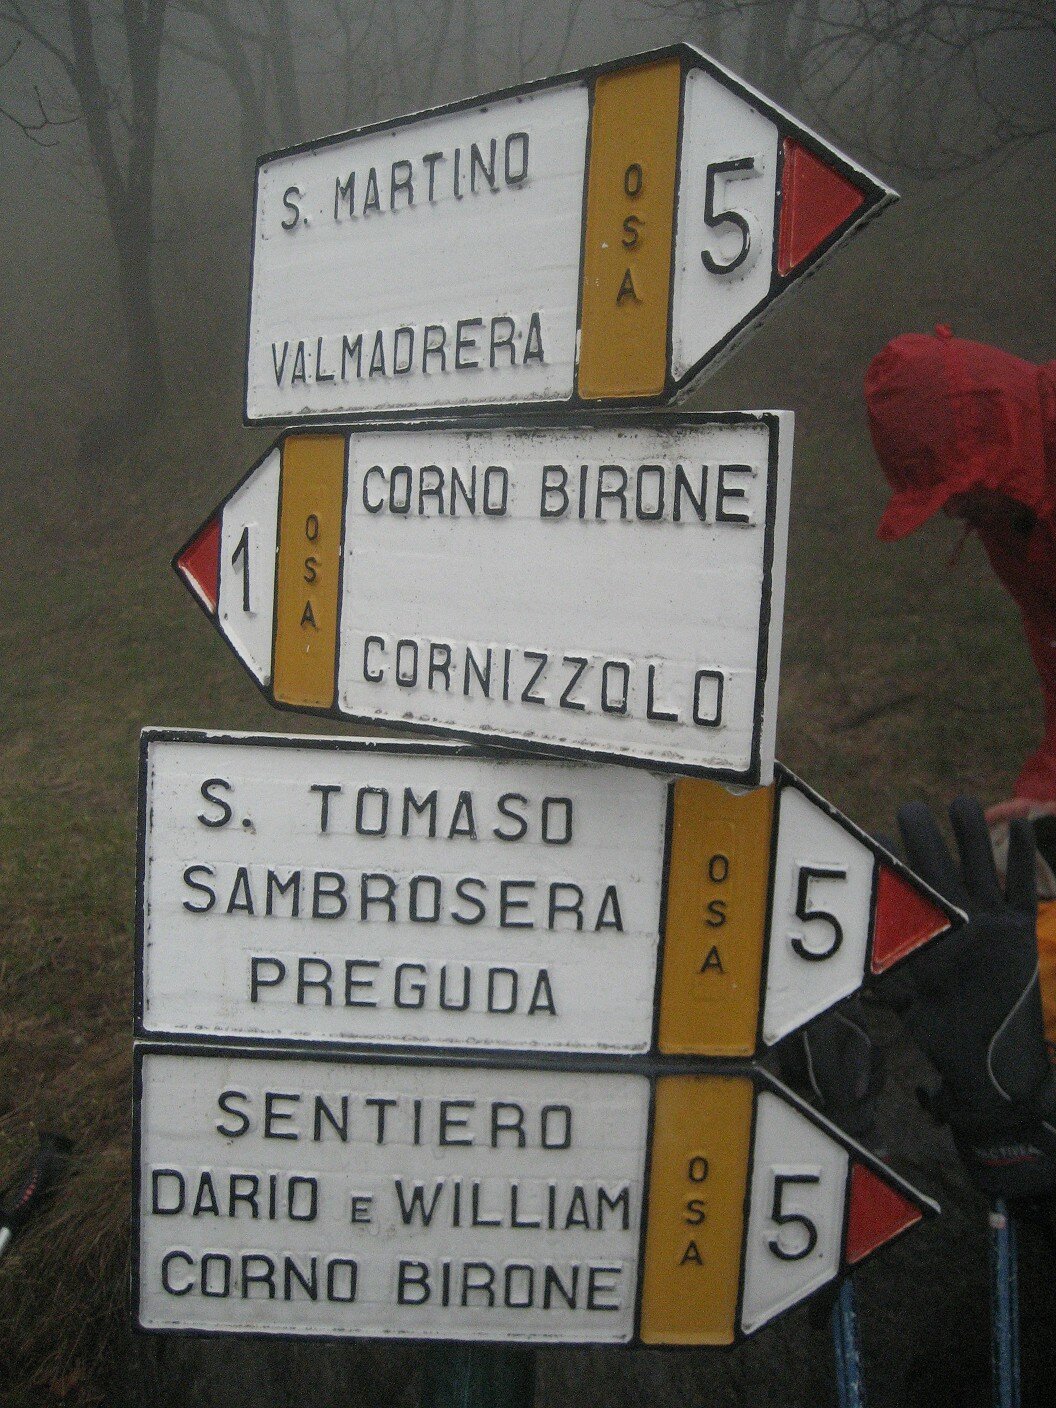 S. MARTINO
VALMADRERA
OSA
5
1
OSA
CORNO BIRONE
CORNIZZOLO
S. TOMASO
SAMBROSERA
PREGUDA
OSA
5
SENTIERO
DARIO E WILLIAM
CORNO BIRONE
OSA
5